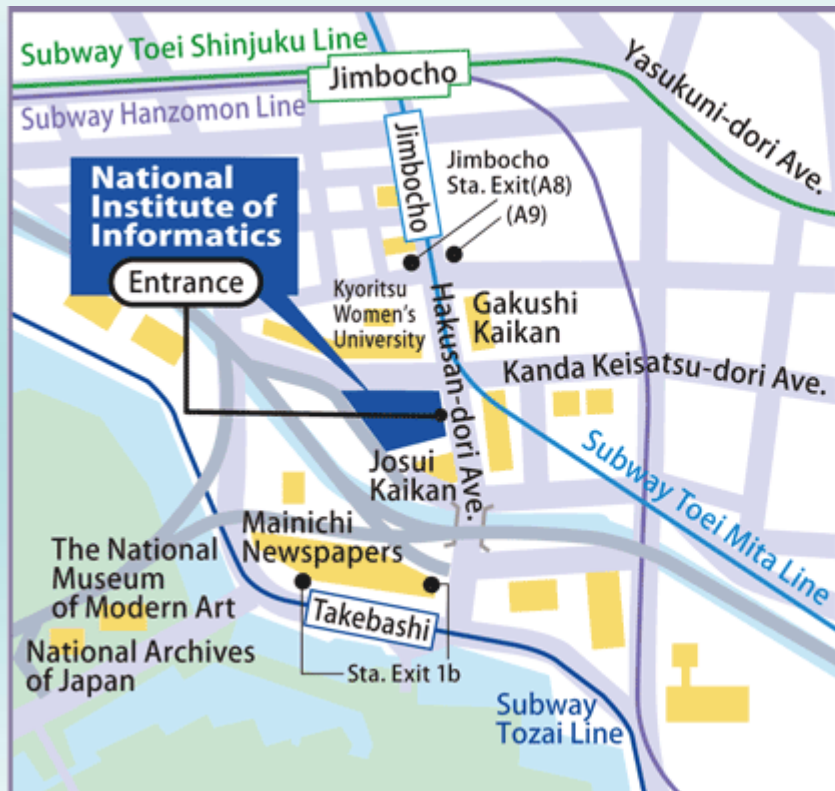 Subway Toei Shinjuku Line
Jimbocho
Yasukuni-dori Ave.
Subway Hanzomon Line
Jimbocho
Jimbocho
Sta. Exit(A8)
(A9)
National
Institute of
Informatics
Entrance
Kyoritsu
Women's
University
Hakusan-dori Ave.
Gakushi
Kaikan
Kanda Keisatsu-dori Ave.
Josui
Kaikan
Subway Toei Mita Line
Mainichi
Newspapers
The National
Museum
of Modern Art
Takebashi
National Archives
of Japan
Sta. Exit 1b
Subway
Tozai Line